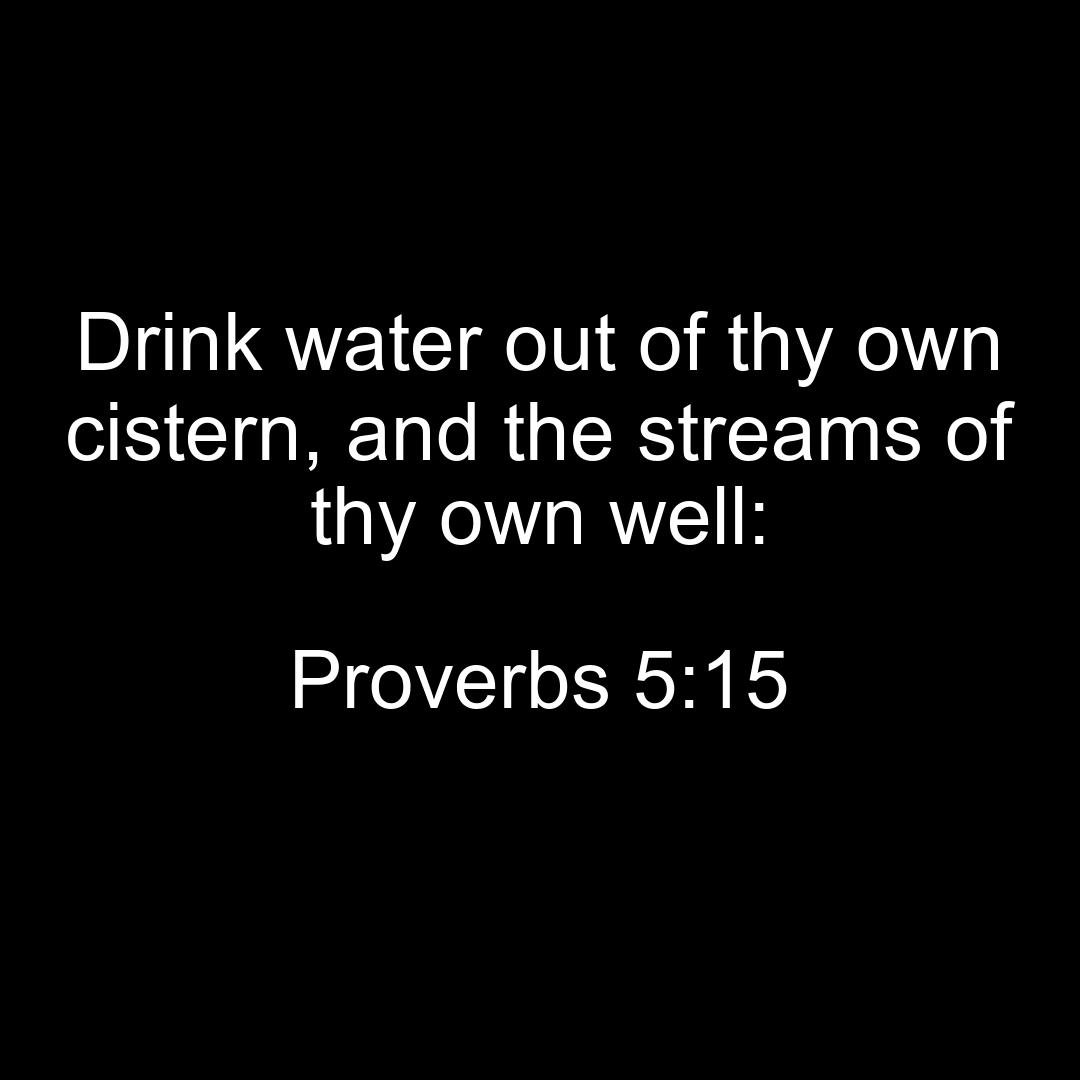 Drink water out of thy own
cistern, and the streams of
thy own well:
Proverbs 5:15